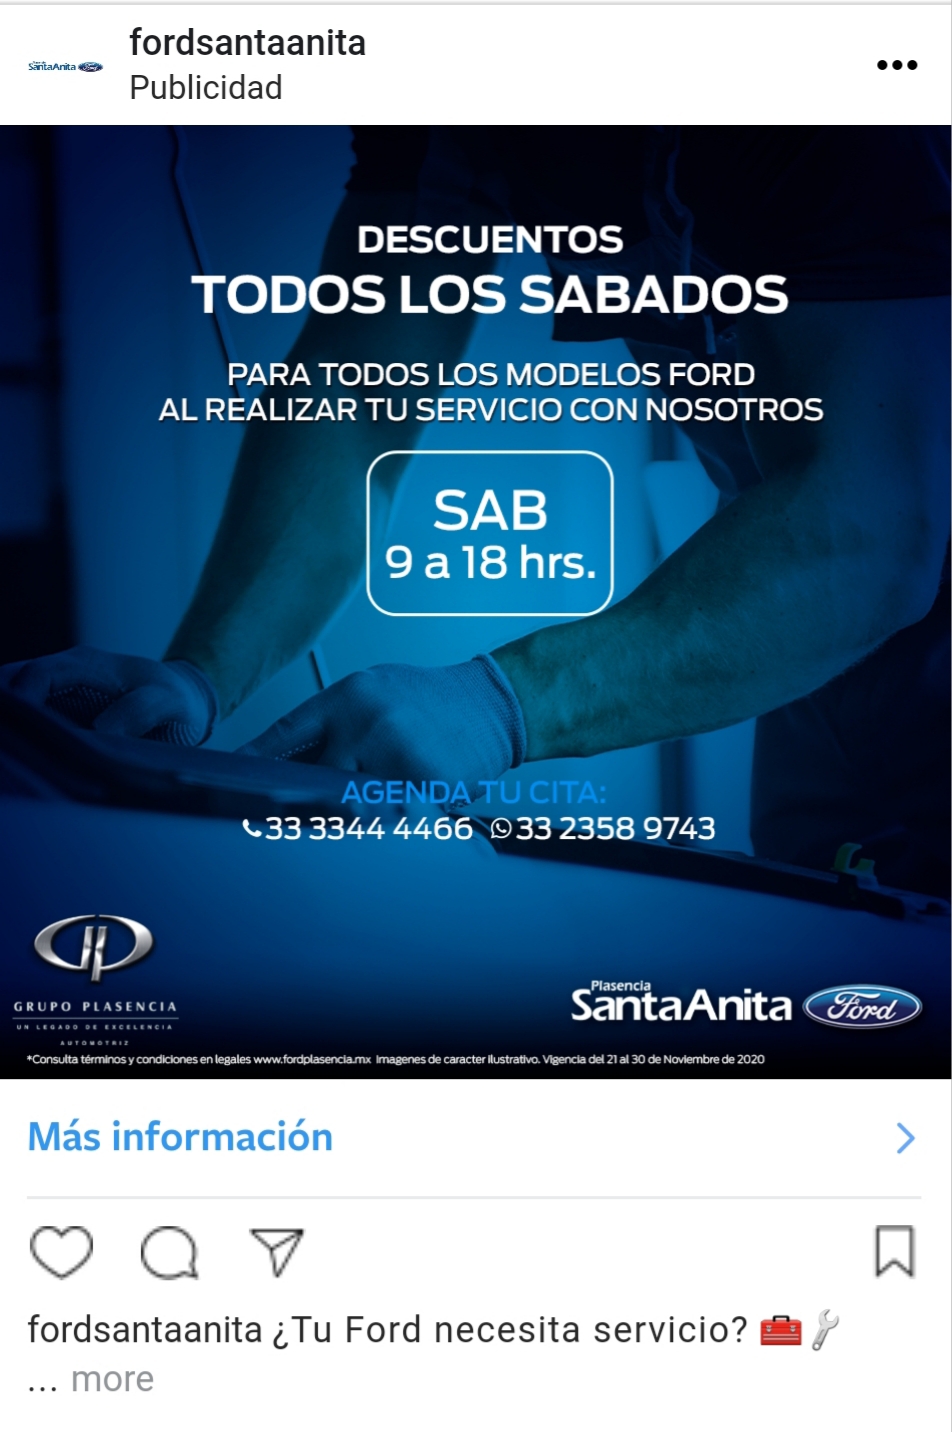 SantaAnita Ford
fordsantaanita
Publicidad
DESCUENTOS
TODOS LOS SABADOS
PARA TODOS LOS MODELOS FORD
AL REALIZAR TU SERVICIO CON NOSOTROS
SAB
9 a 18 hrs.
AGENDA TU CITA:
33 3344 4466 33 2358 9743
GRUPO PLASENCIA
UN LEGADO DE EXCELENCIA
AUTOMOTRIZ
Plasencia
SantaAnita Ford
*Consulta términos y condiciones en legales www.fordplasencia.mx Imagenes de caracter ilustrativo. Vigencia del 21 al 30 de Noviembre de 2020
Más información
fordsantaanita ¿Tu Ford necesita servicio? 🧰🔧
... more